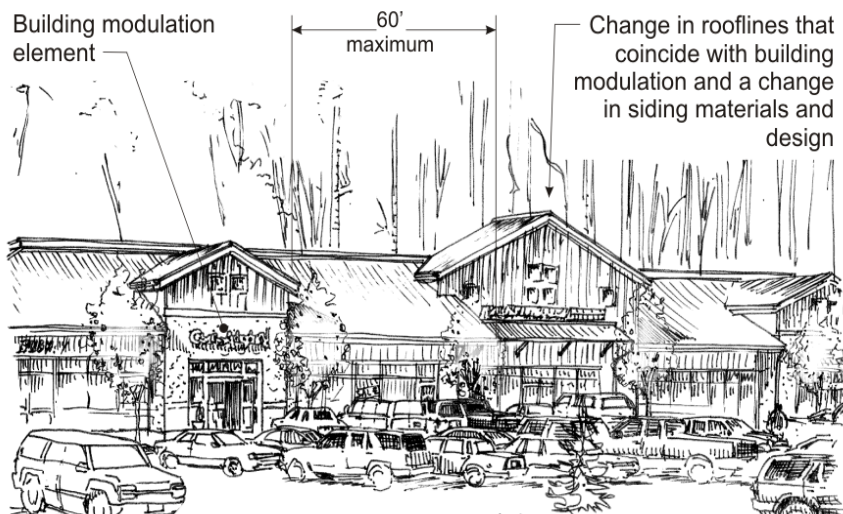 Building modulation
element
60'
maximum
Change in rooflines that
coincide with building
modulation and a change
in siding materials and
design